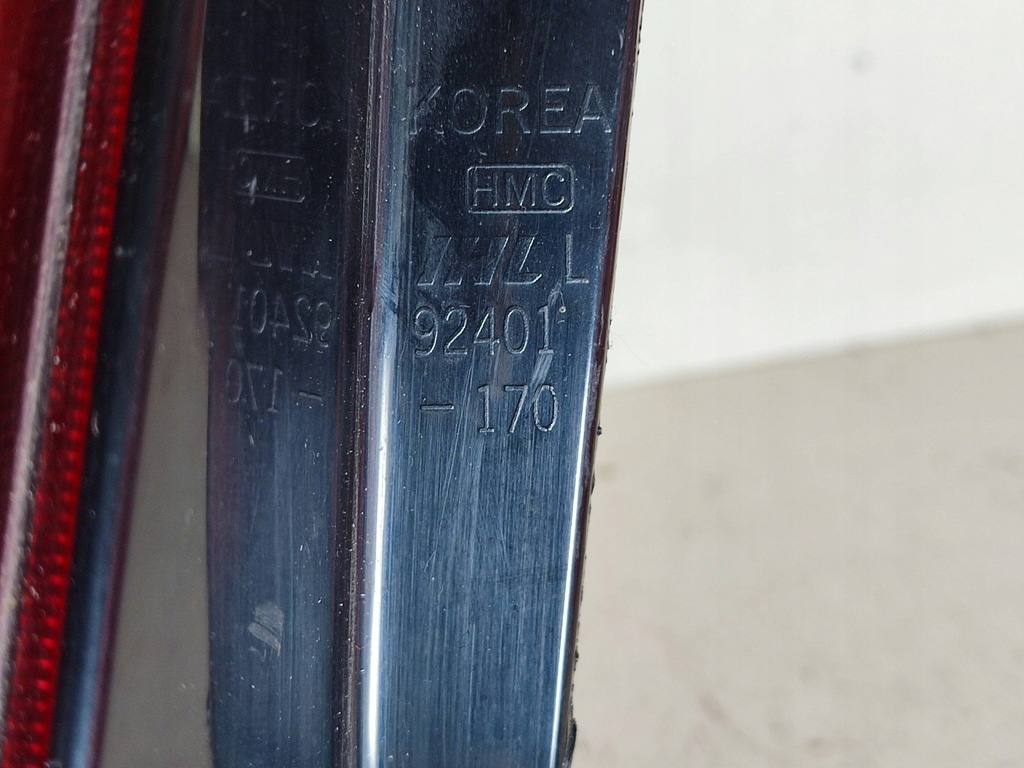 KOREA
HMC
L
92401
- 170